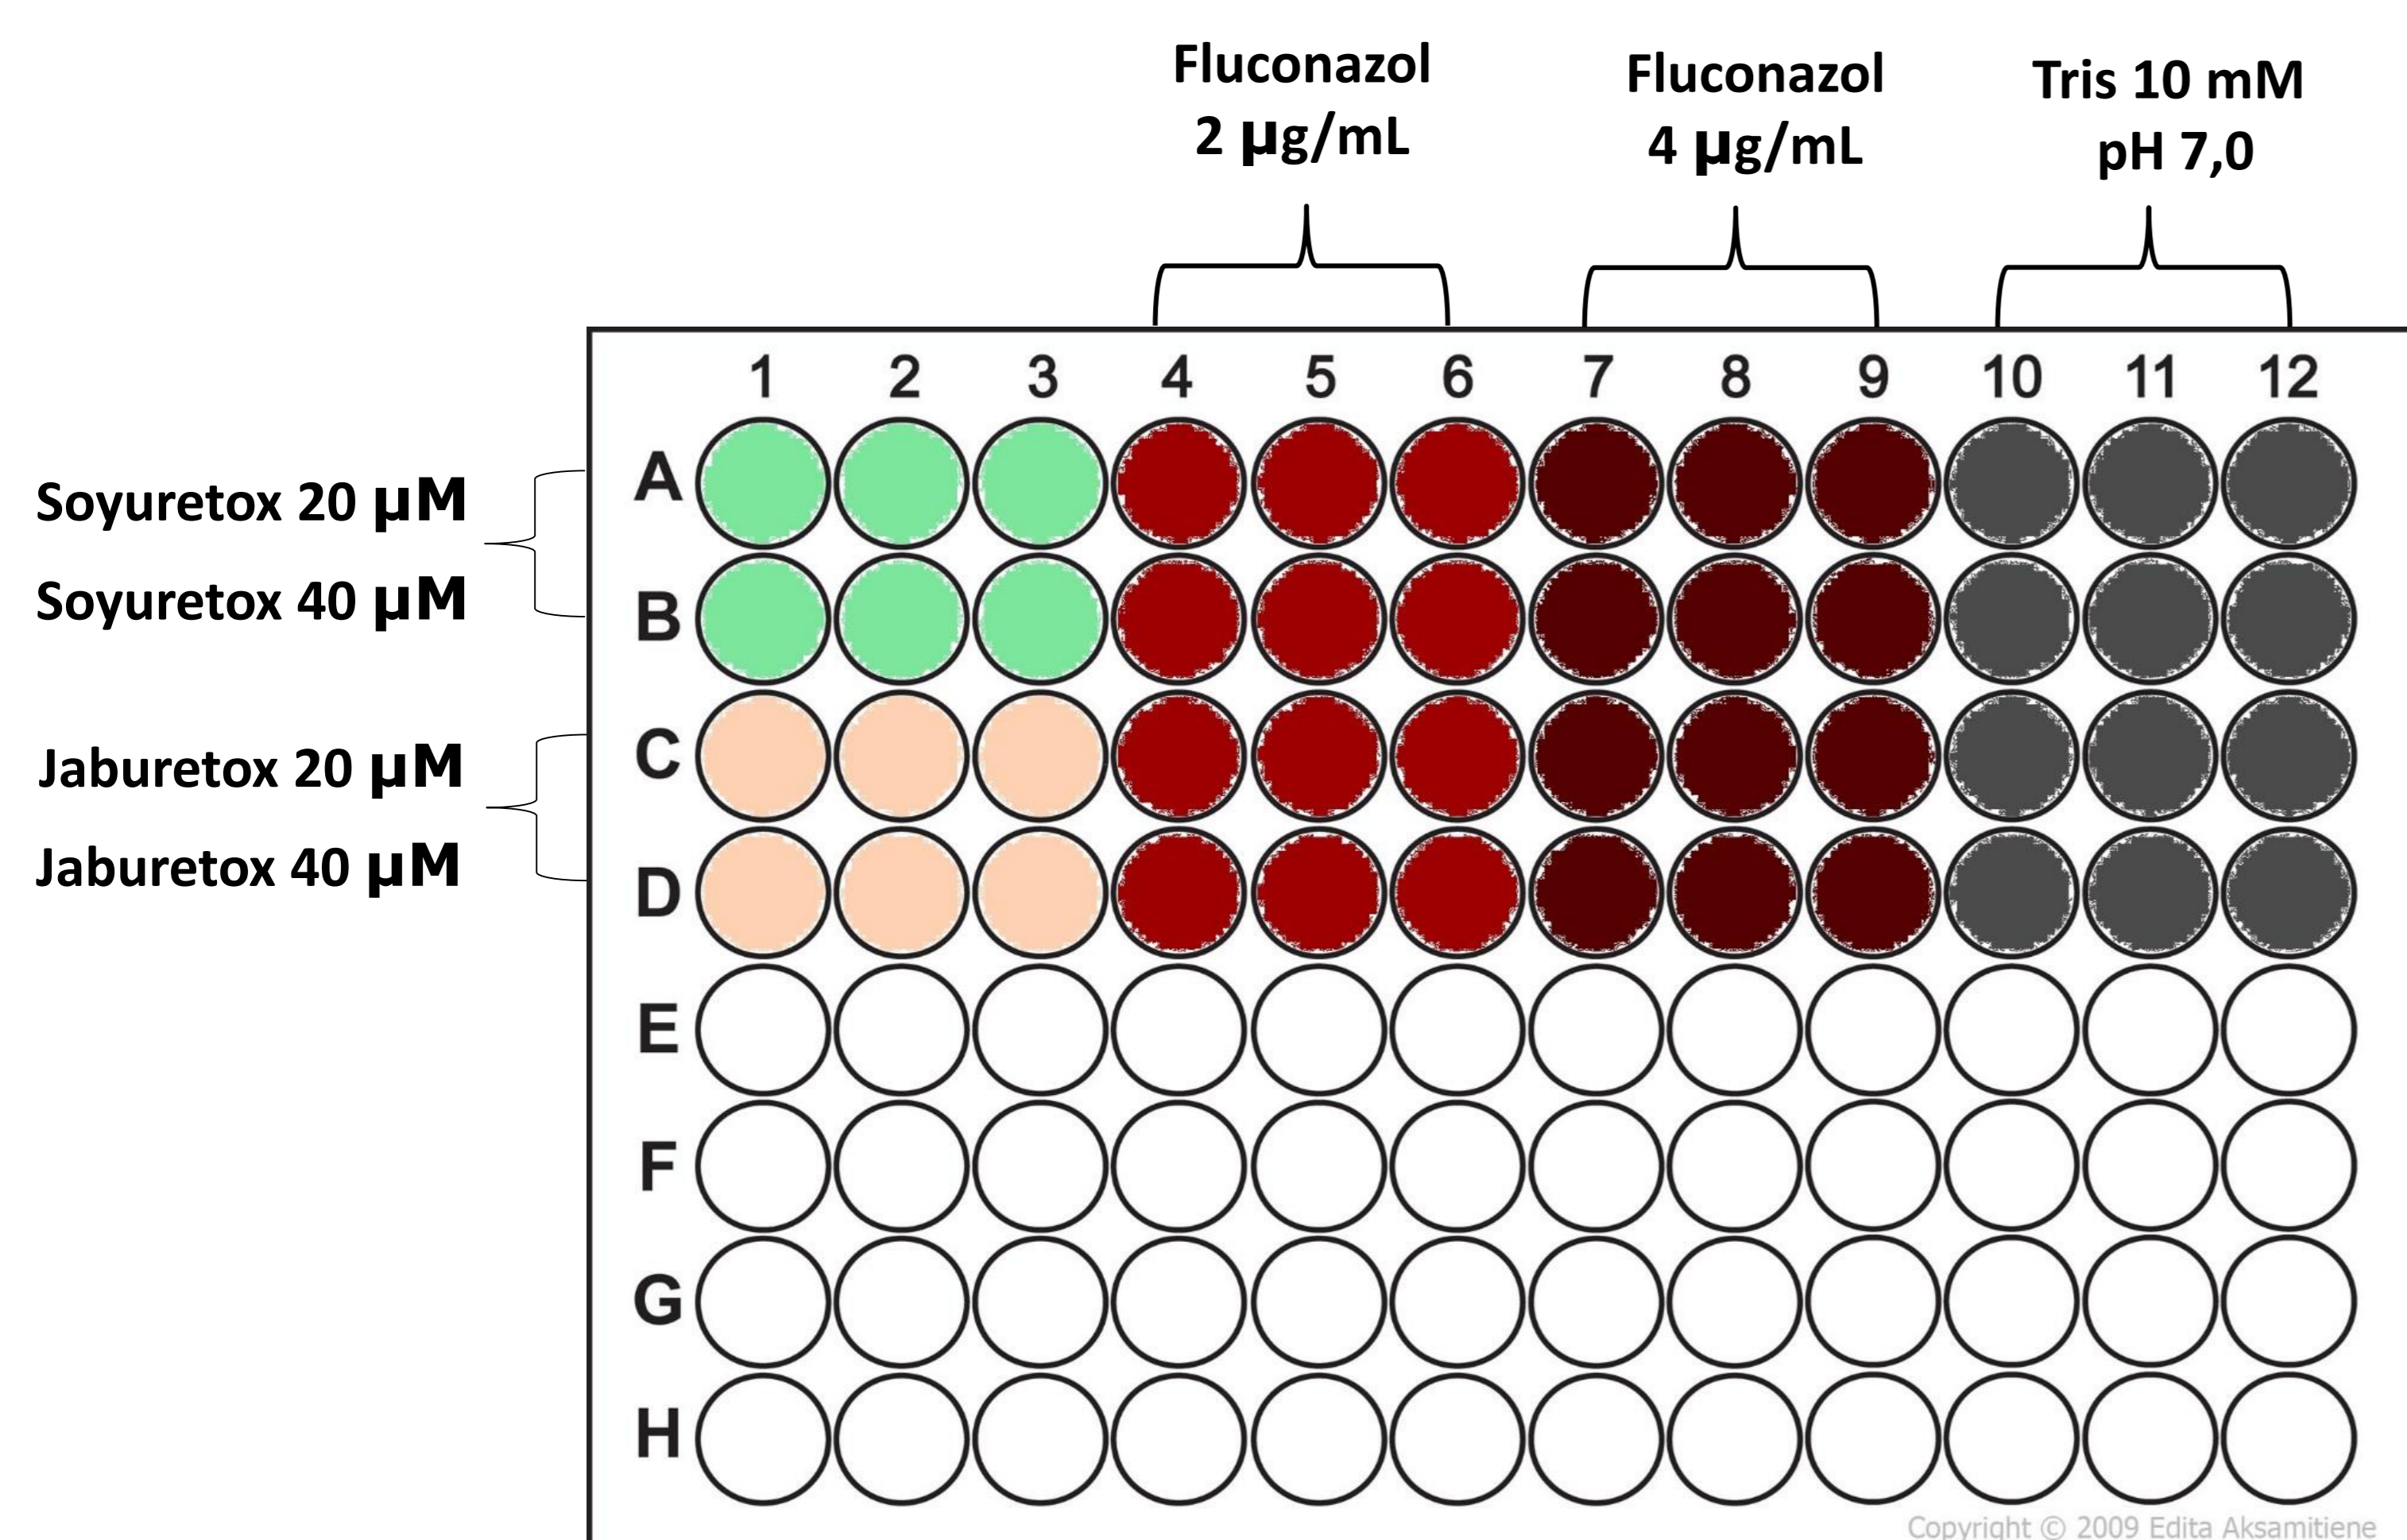 Fluconazol
2 µg/mL
Fluconazol
4 µg/mL
Tris 10 mM
pH 7,0
1 2 3 4 5 6 7 8 9 10 11 12
Soyuretox 20 µM
Soyuretox 40 µM
Jaburetox 20 µM
Jaburetox 40 µM
A
B
C
D
E
F
G
H
Copyright © 2009 Edita Aksamitiene